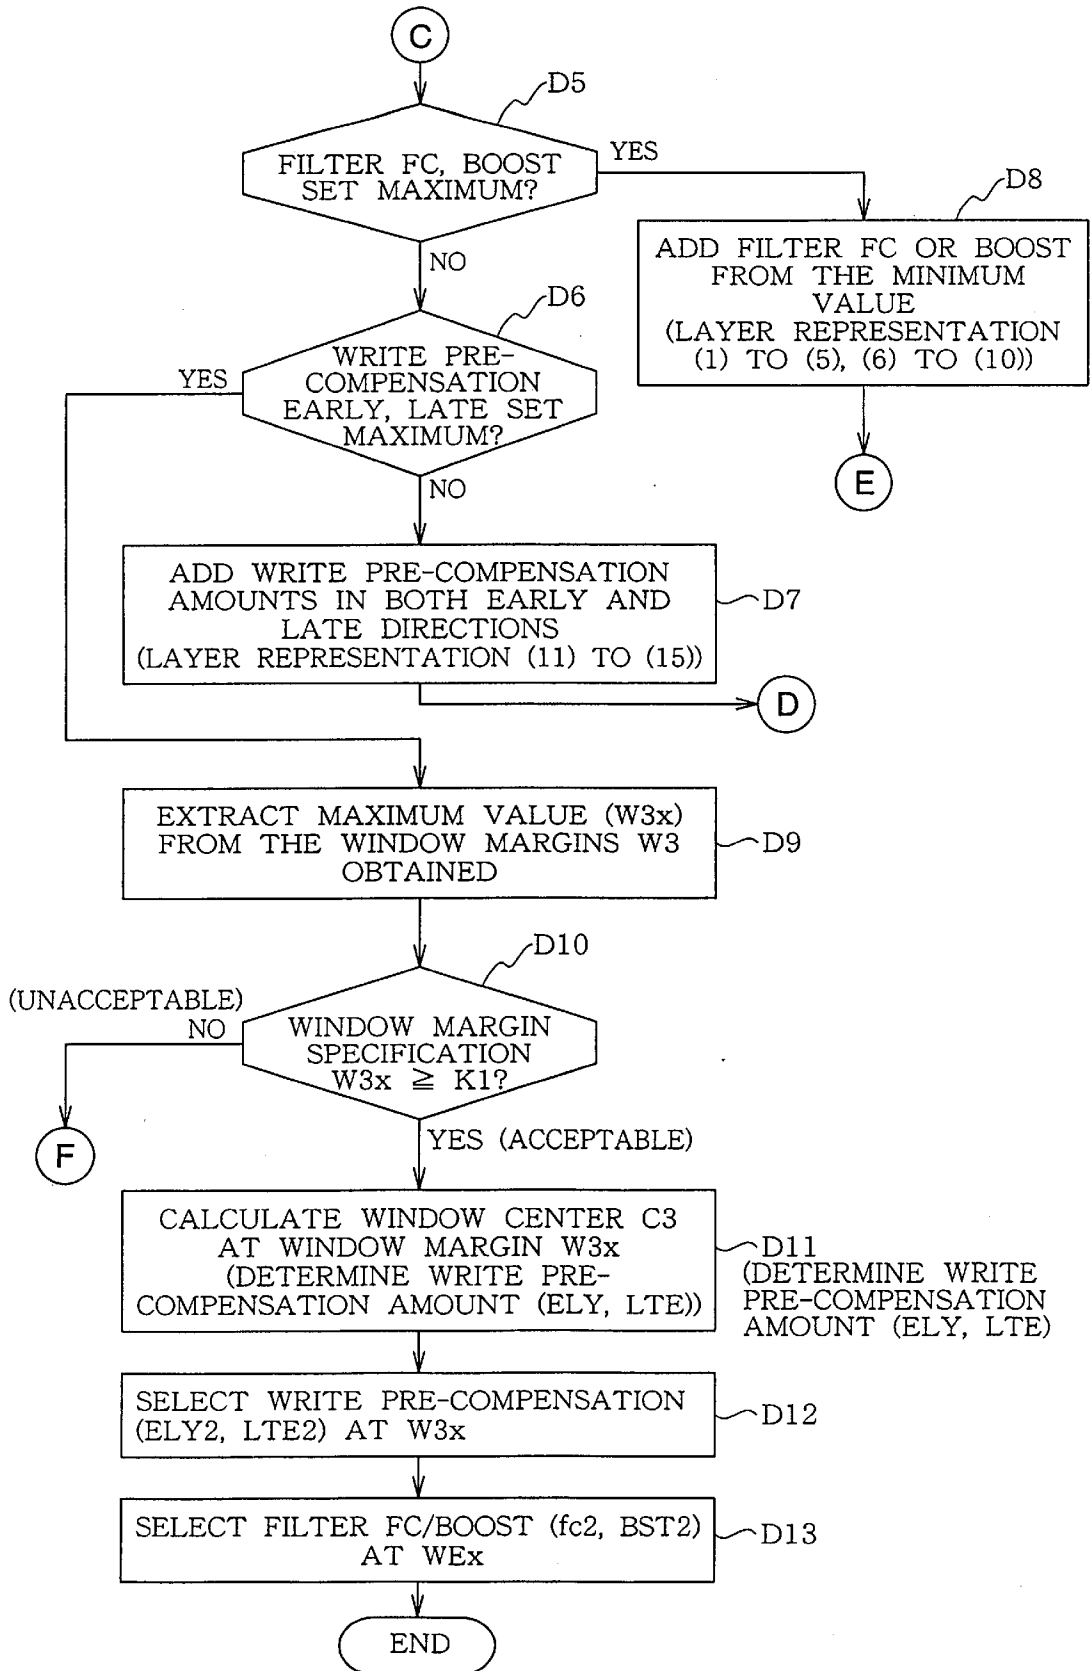 C
D5
FILTER FC, BOOST
SET MAXIMUM?
YES
NO
D8
ADD FILTER FC OR BOOST
FROM THE MINIMUM
VALUE
(LAYER REPRESENTATION
(1) TO (5), (6) TO (10))
E
D6
WRITE PRE-
COMPENSATION
EARLY, LATE SET
MAXIMUM?
YES
NO
ADD WRITE PRE-COMPENSATION
AMOUNTS IN BOTH EARLY AND
LATE DIRECTIONS
(LAYER REPRESENTATION (11) TO (15))
D7
D
EXTRACT MAXIMUM VALUE (W3x)
FROM THE WINDOW MARGINS W3
OBTAINED
D9
D10
WINDOW MARGIN
SPECIFICATION
W3x ≧ K1?
(UNACCEPTABLE)
NO
F
YES (ACCEPTABLE)
CALCULATE WINDOW CENTER C3
AT WINDOW MARGIN W3x
(DETERMINE WRITE PRE-
COMPENSATION AMOUNT (ELY, LTE))
D11
(DETERMINE WRITE
PRE-COMPENSATION
AMOUNT (ELY, LTE)
SELECT WRITE PRE-COMPENSATION
(ELY2, LTE2) AT W3x
D12
SELECT FILTER FC/BOOST (fc2, BST2)
AT WEx
D13
END